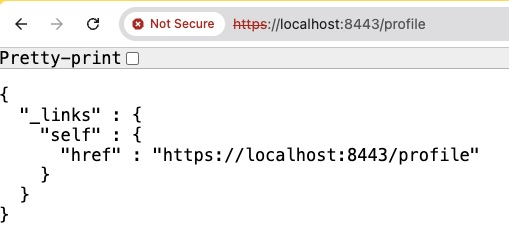 Not Secure https://localhost:8443/profile
Pretty-print
{
  "_links" : {
    "self" : {
      "href" : "https://localhost:8443/profile"
    }
  }
}